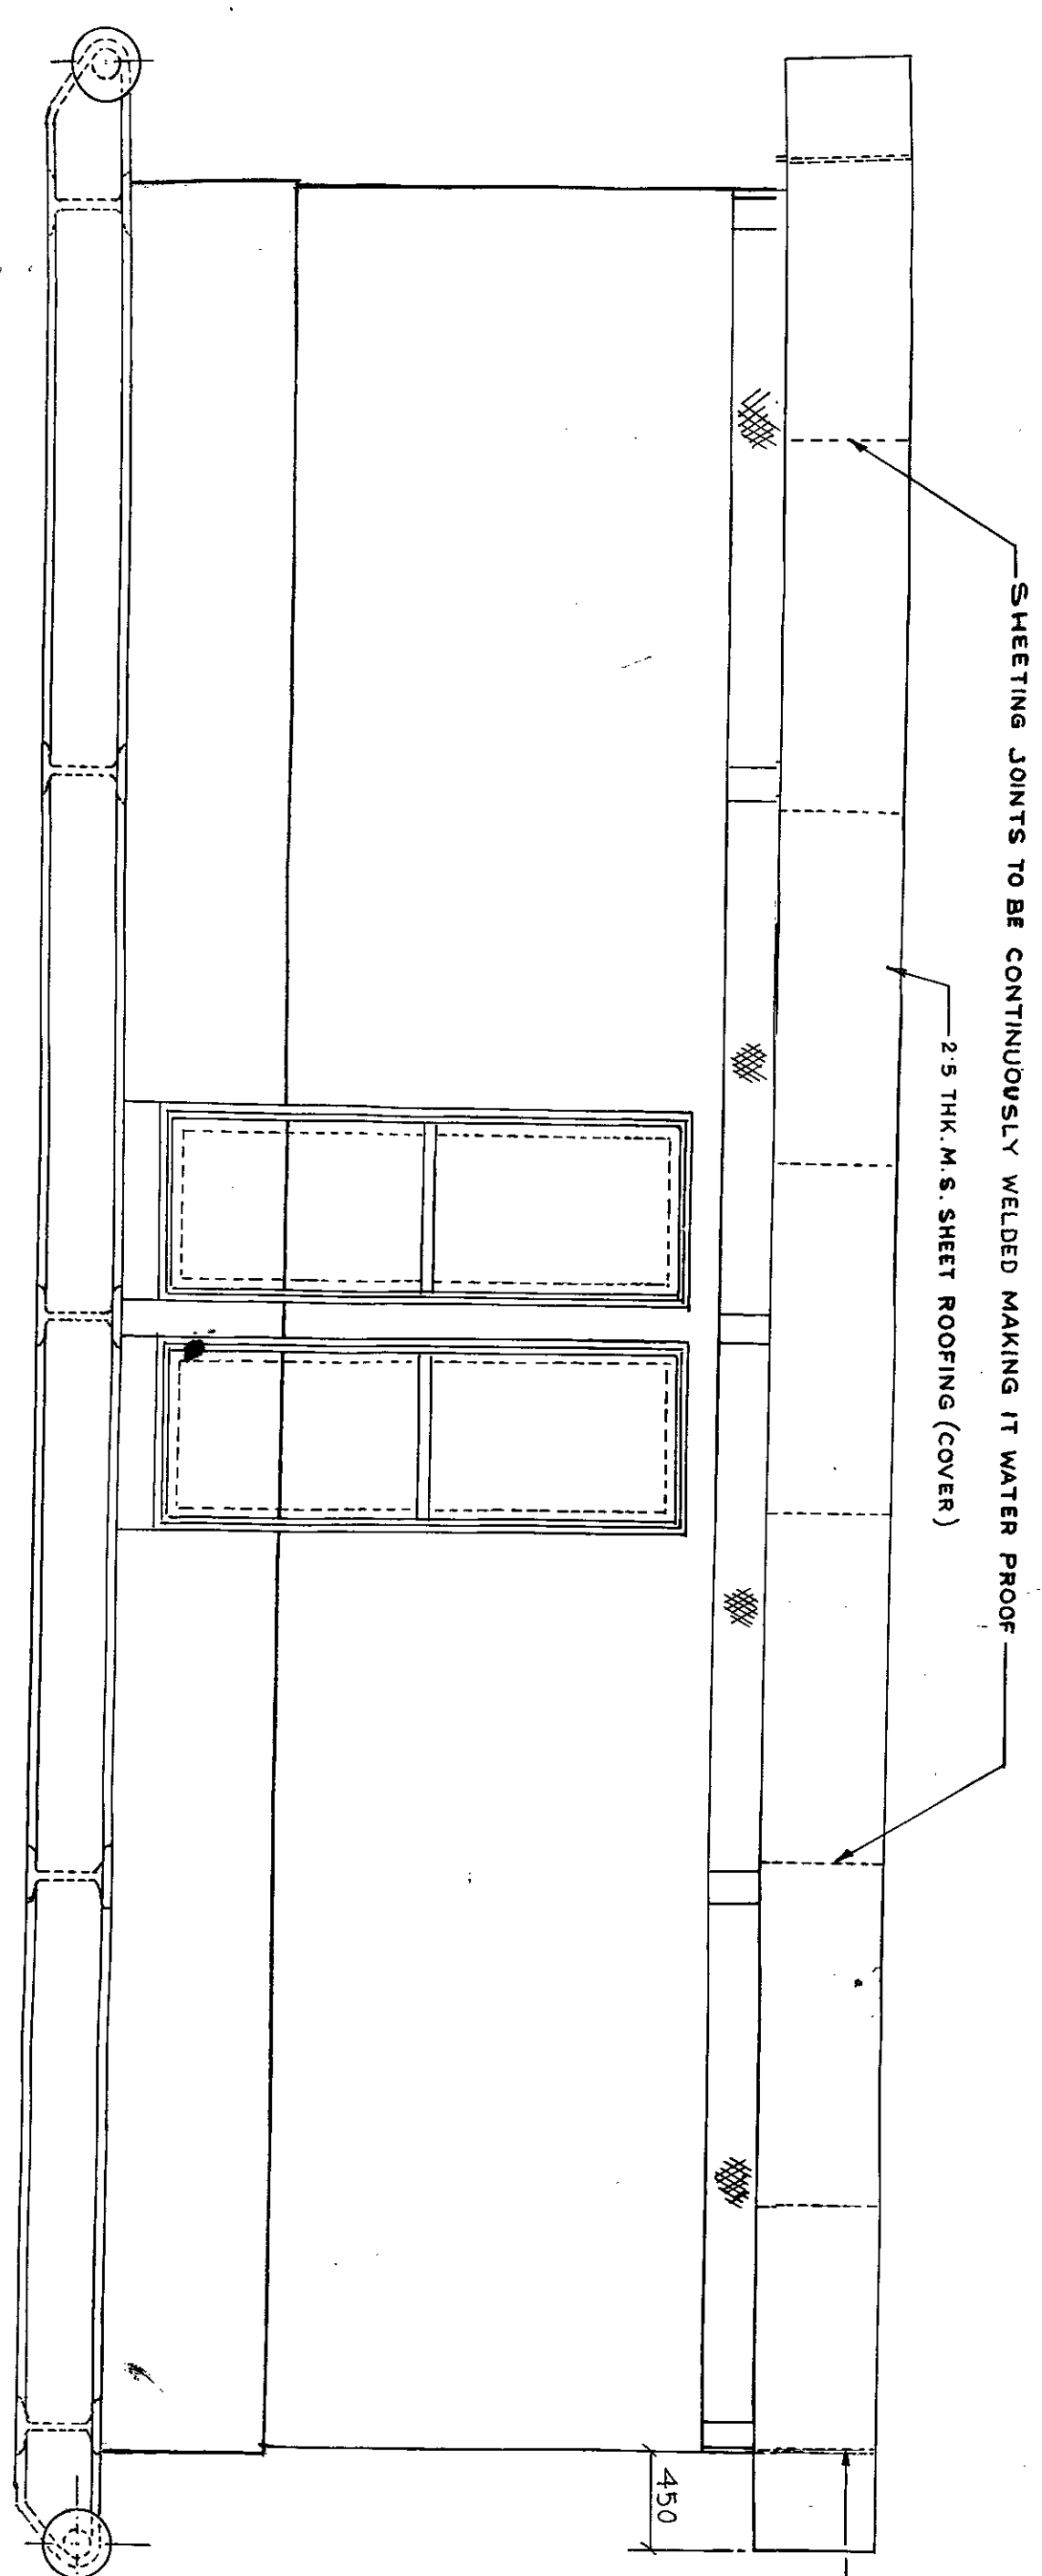 SHEETING JOINTS TO BE CONTINUOUSLY WELDED MAKING IT WATER PROOF
2·5 THK. M.S. SHEET ROOFING (COVER)
450